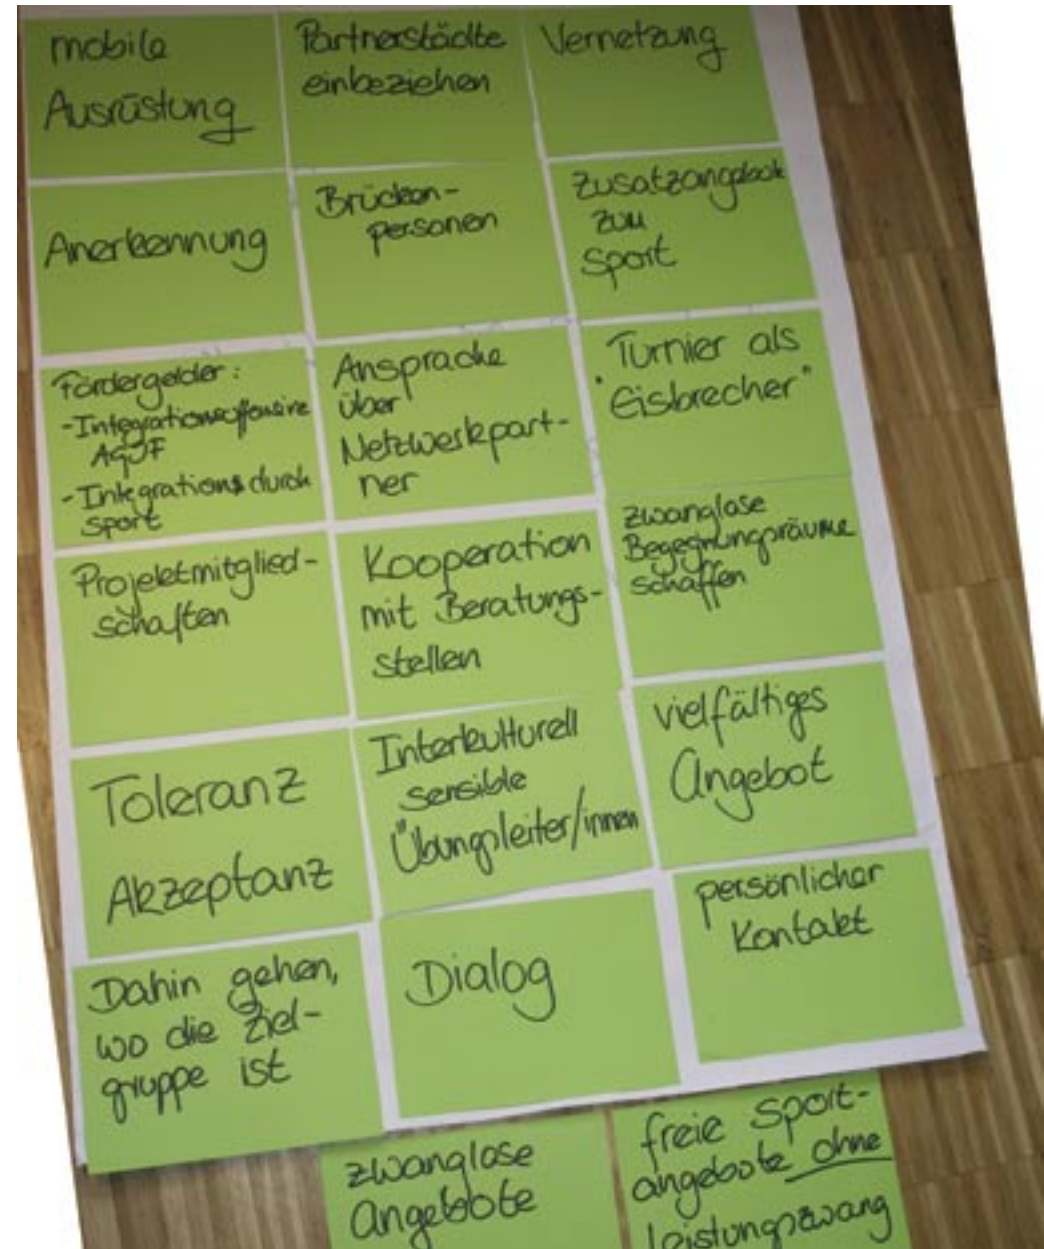 mobile
Ausrüstung
Partnerstädte
einbeziehen
Vernetzung
Anerkennung
Brücken-
personen
Zusatzangebote
zum
Sport
Fördergelder:
-Integrationsoffensive
AGJF
-Integrations durch
Sport
Ansprache
über
Netzwerkpart-
ner
Turnier als
"Eisbrecher"
Projektmitglied-
schaften
Kooperation
mit Beratungs-
stellen
zwanglose
Begegnungsräume
schaffen
Toleranz
Akzeptanz
Interkulturell
sensible
Übungsleiter/innen
vielfältiges
Angebot
Dahin gehen,
wo die Ziel-
gruppe ist
Dialog
persönlicher
Kontakt
zwanglose
Angebote
freie Sport-
angebote ohne
Leistungszwang